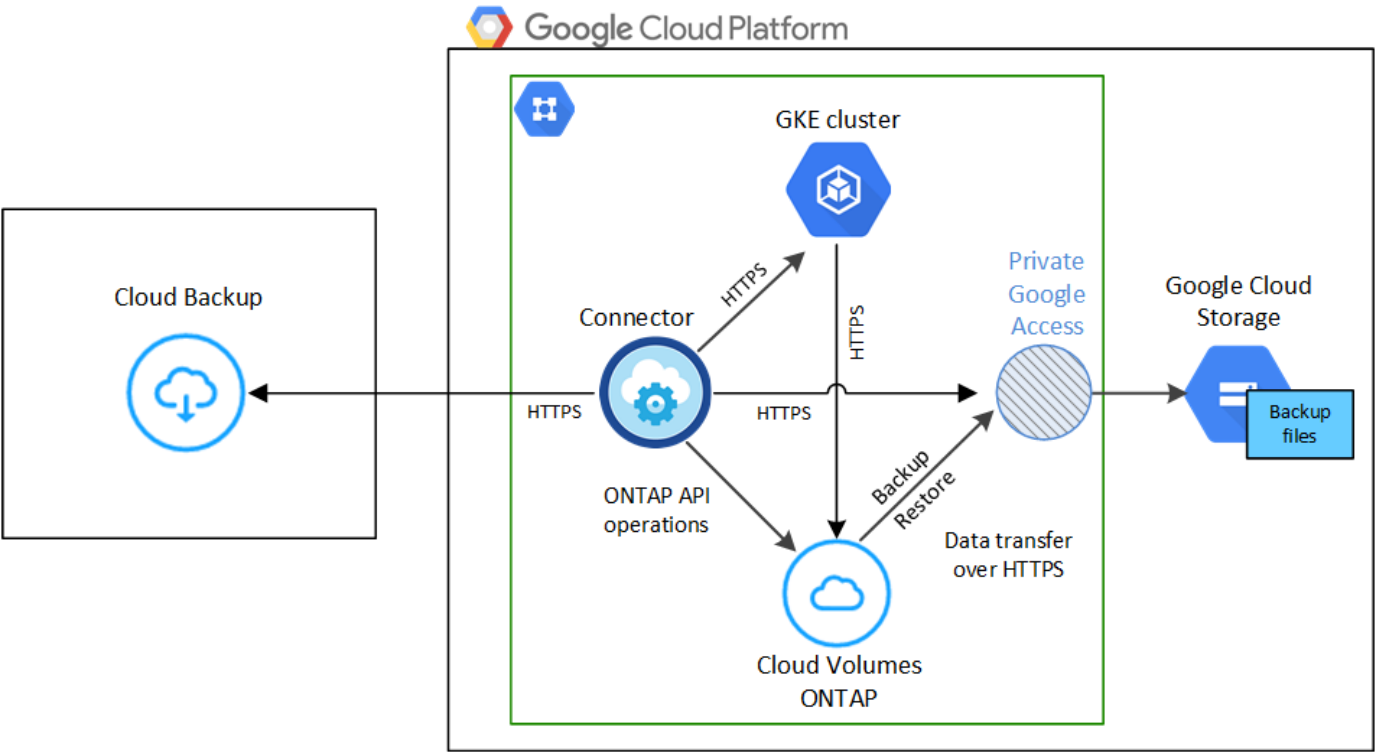 Google Cloud Platform
GKE cluster
Private
Google
Access
Google Cloud
Storage
Cloud Backup
Connector
HTTPS
HTTPS
HTTPS
HTTPS
Backup
files
Backup
Restore
ONTAP API
operations
Data transfer
over HTTPS
Cloud Volumes
ONTAP